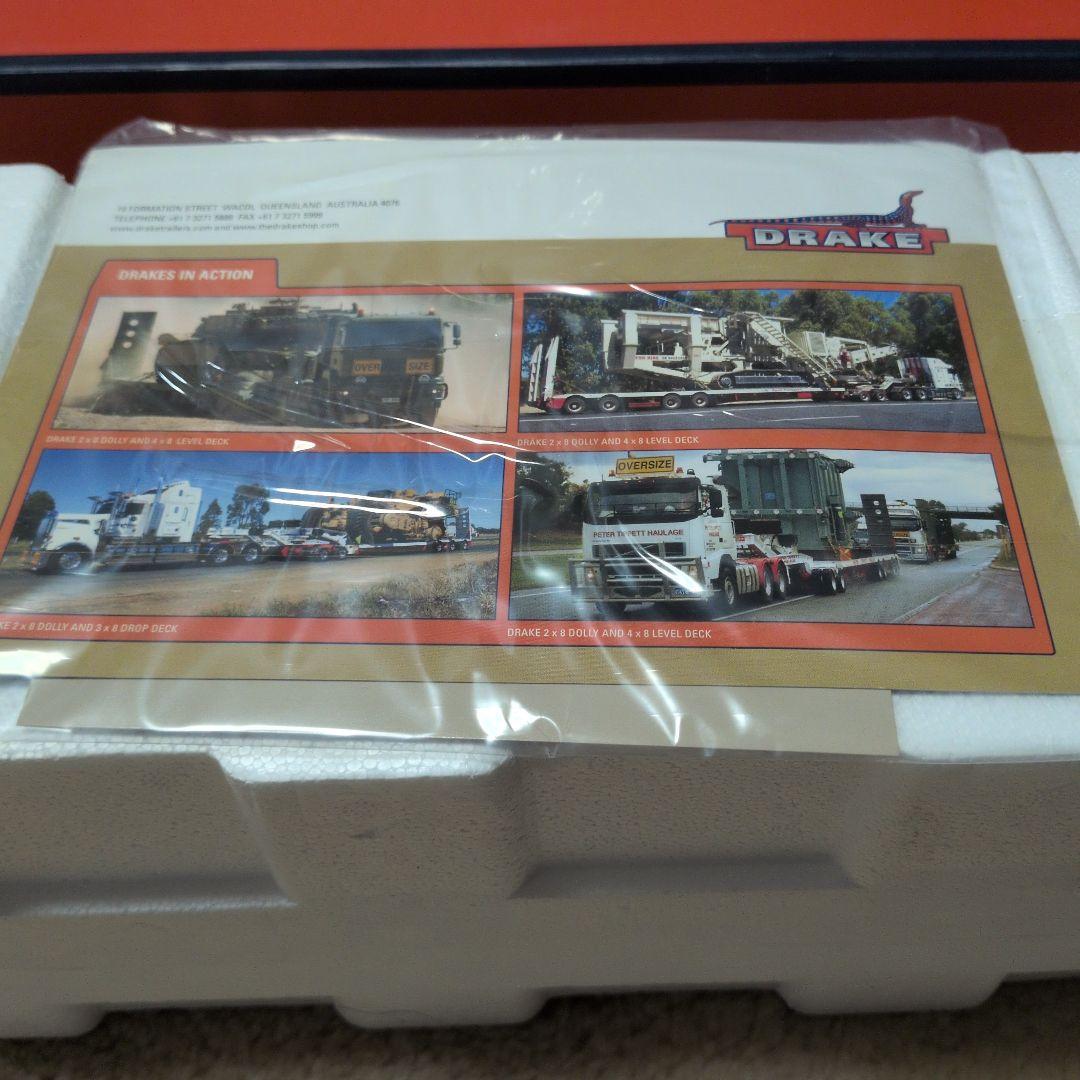 FORMATION STREET WACOL QUEENSLAND AUSTRALIA 4076
TELEPHONE +61 7 3271 5888 FAX +61 7 3271 5999
www.draketrailers.com and www.thedrakeshop.com
DRAKE
DRAKES IN ACTION
OVER SIZE
FOR HIRE
DRAKE 2 x 8 DOLLY AND 4 x 8 LEVEL DECK
DRAKE 2 x 8 DOLLY AND 4 x 8 LEVEL DECK
OVERSIZE
PETER TIPPETT HAULAGE
KE 2 x 8 DOLLY AND 3 x 8 DROP DECK
DRAKE 2 x 8 DOLLY AND 4 x 8 LEVEL DECK